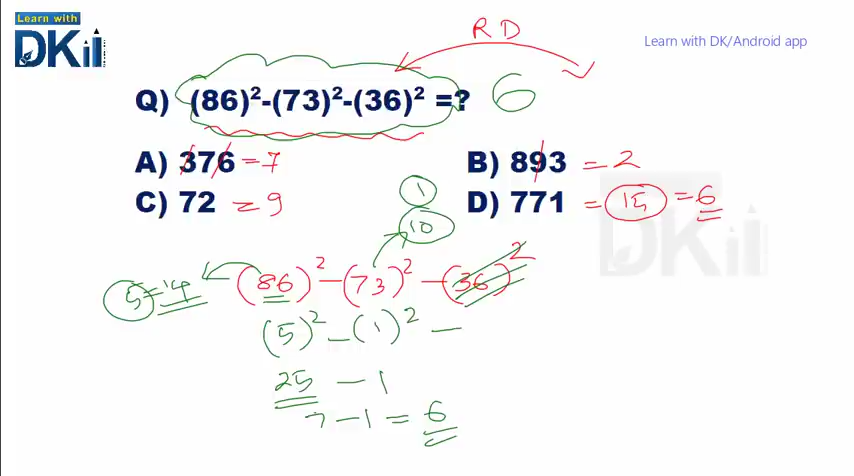 Learn with
DKii
Learn with DK/Android app
RD
Q) (86)²-(73)²-(36)² =? 6
A) 376 = 7
B) 893 = 2
C) 72 = 9
D) 771 = 15 = 6
1
10
5 = 14 (86)² - (73)² - (36)²
(5)² - (1)² -
25 - 1
7 - 1 = 6
DKii